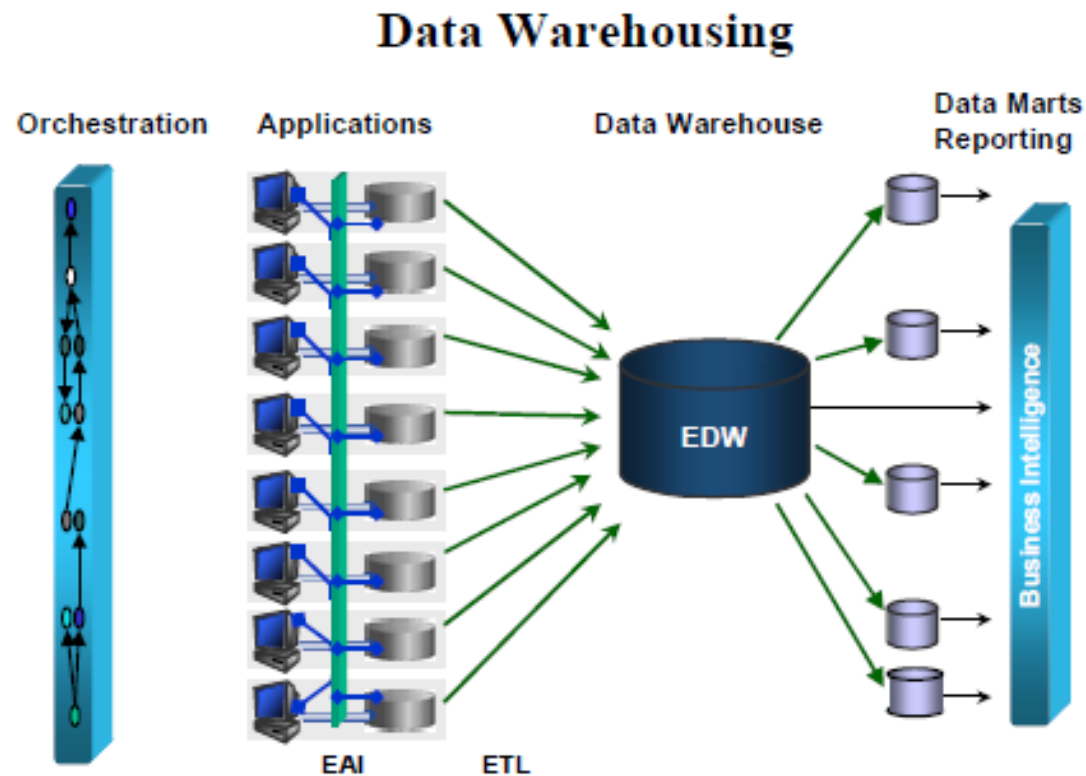 Data Warehousing
Orchestration
Applications
Data Warehouse
Data Marts
Reporting
EDW
Business Intelligence
EAI
ETL